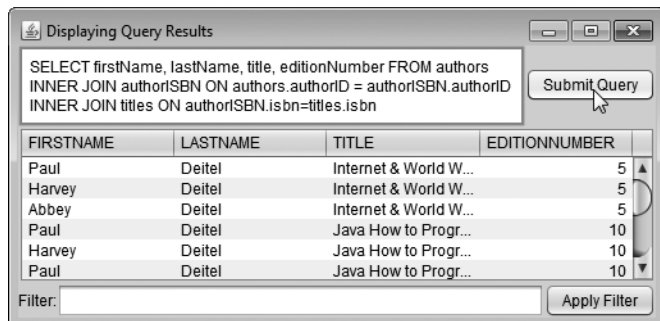 Displaying Query Results
SELECT firstName, lastName, title, editionNumber FROM authors
INNER JOIN authorISBN ON authors.authorID = authorISBN.authorID
INNER JOIN titles ON authorISBN.isbn=titles.isbn
Submit Query
FIRSTNAME LASTNAME TITLE EDITIONNUMBER
Paul Deitel Internet & World W... 5
Harvey Deitel Internet & World W... 5
Abbey Deitel Internet & World W... 5
Paul Deitel Java How to Progr... 10
Harvey Deitel Java How to Progr... 10
Paul Deitel Java How to Progr... 10
Filter: Apply Filter